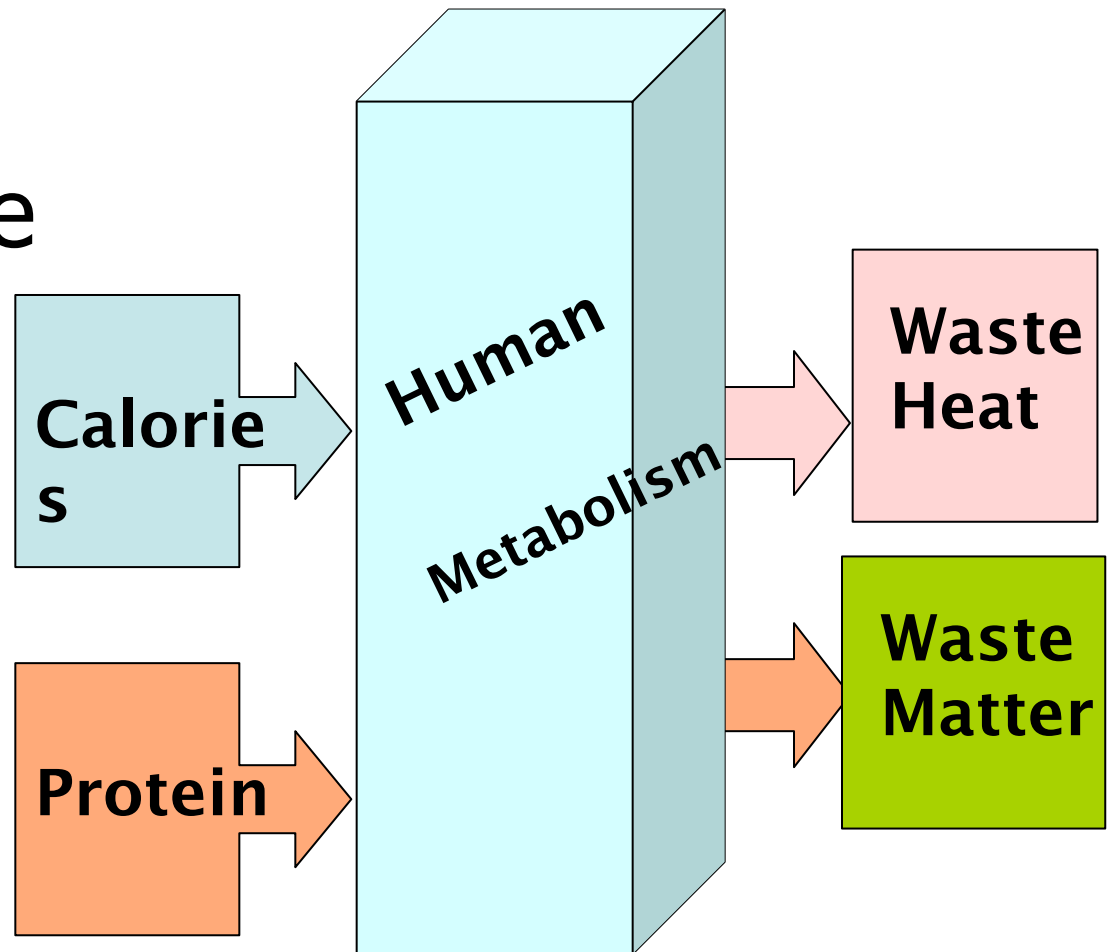 e
Calorie
s
Protein
Human
Metabolism
Waste
Heat
Waste
Matter